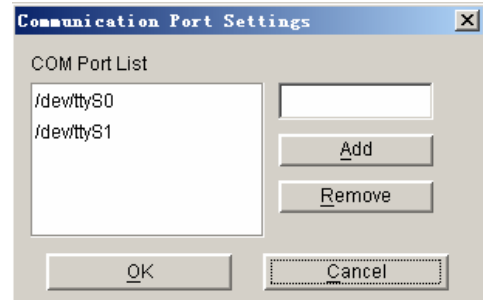 Communication Port Settings
COM Port List
/dev/ttyS0
/dev/ttyS1
Add
Remove
OK
Cancel